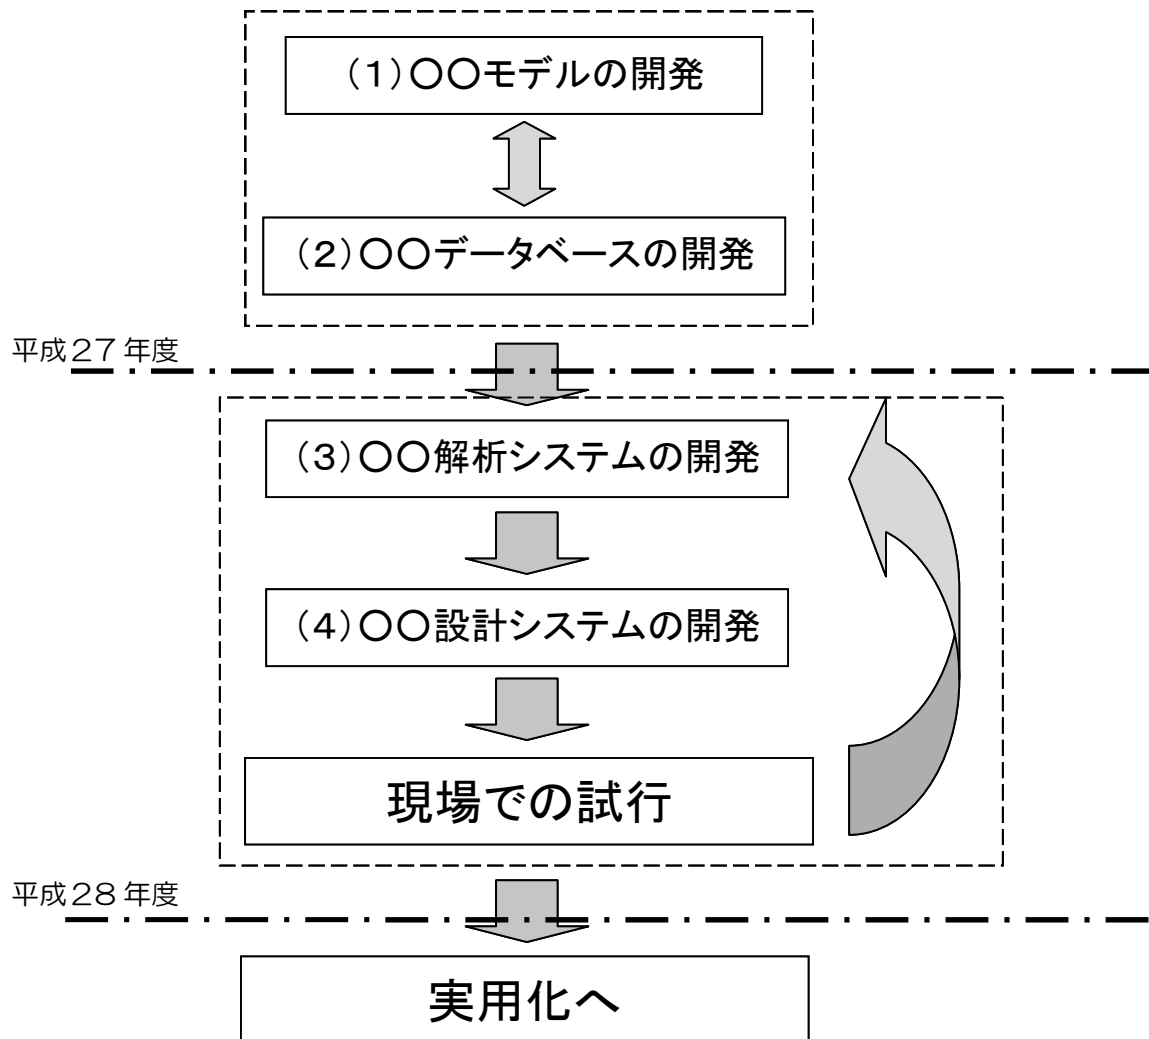 （1）〇〇モデルの開発
（2）〇〇データベースの開発
平成27年度
（3）〇〇解析システムの開発
（4）〇〇設計システムの開発
現場での試行
平成28年度
実用化へ